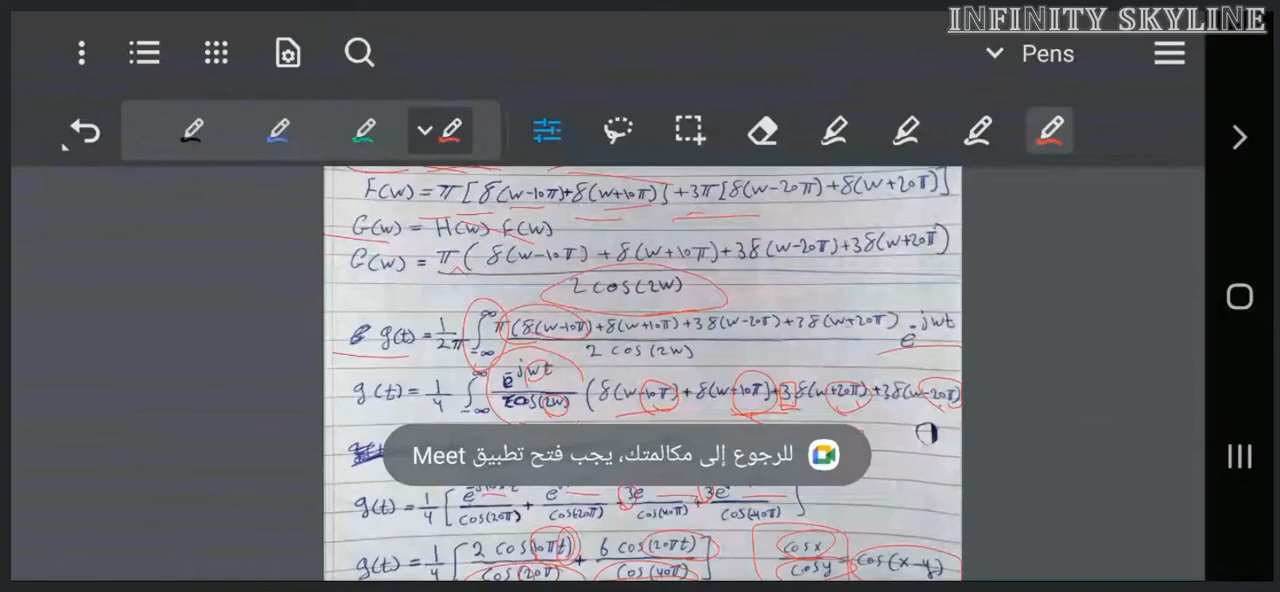 INFINITY SKYLINE
Pens
F(w) = π[δ(w-10π)+δ(w+10π)]+3π[δ(w-20π)+δ(w+20π)]
G(w) = H(w) F(w)
G(w) = π(δ(w-10π)+δ(w+10π)+3δ(w-20π)+3δ(w+20π))
2 cos(2w)
g(t) = 1/2π ∫ π(δ(w-10π)+δ(w+10π)+3δ(w-20π)+3δ(w+20π)) e^-jwt
∞
-∞
2 cos(2w)
g(t) = 1/4 ∫ e^-jwt / cos(2w) (δ(w-10π)+δ(w-10π)+3δ(w+20π)+3δ(w-20π)
∞
-∞
للرجوع إلى مكالمتك، يجب فتح تطبيق Meet
g(t) = 1/4 [ e / cos(20π) + e / cos(20π) + 3e / cos(40π) + 3e / cos(40π) ]
g(t) = 1/4 [ 2 cos(10πt) / cos(20π) + 6 cos(20πt) / cos(40π) ] cosx / cosy = cos(x-y)